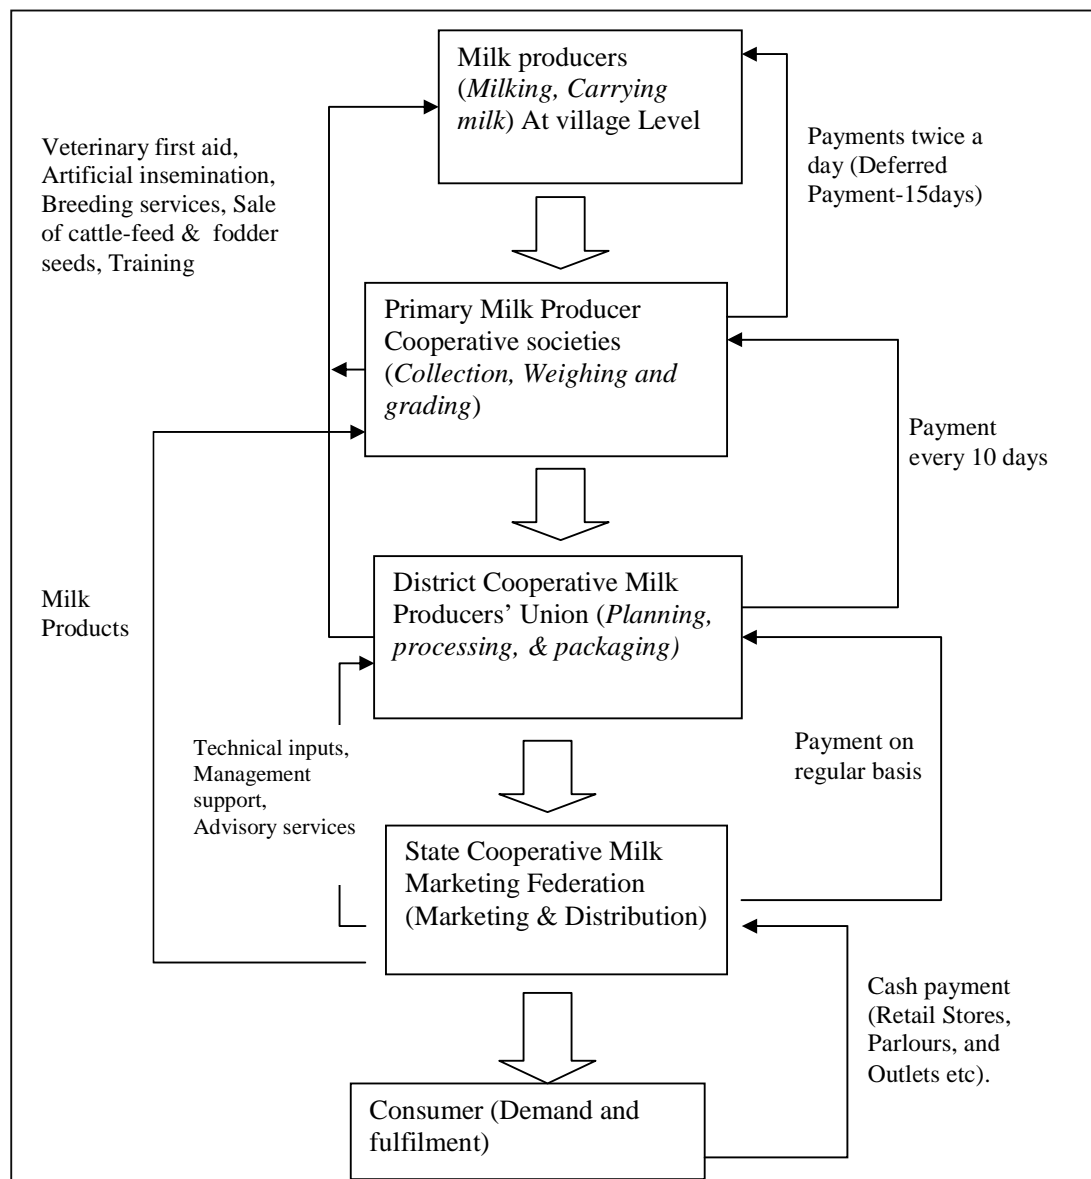 Milk producers
(Milking, Carrying
milk) At village Level
Veterinary first aid,
Artificial insemination,
Breeding services, Sale
of cattle-feed & fodder
seeds, Training
Payments twice a
day (Deferred
Payment-15days)
Primary Milk Producer
Cooperative societies
(Collection, Weighing and
grading)
Payment
every 10 days
District Cooperative Milk
Producers’ Union (Planning,
processing, & packaging)
Milk
Products
Technical inputs,
Management
support,
Advisory services
Payment on
regular basis
State Cooperative Milk
Marketing Federation
(Marketing & Distribution)
Cash payment
(Retail Stores,
Parlours, and
Outlets etc).
Consumer (Demand and
fulfilment)